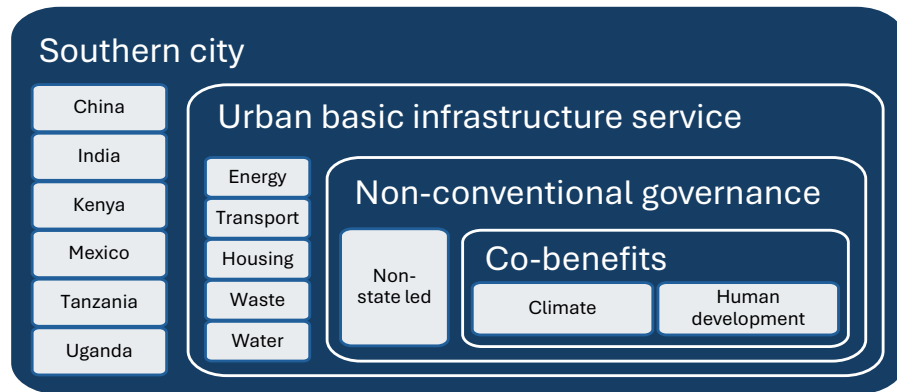 Southern city
China
India
Kenya
Mexico
Tanzania
Uganda
Urban basic infrastructure service
Energy
Transport
Housing
Waste
Water
Non-conventional governance
Non-
state led
Co-benefits
Climate
Human
development